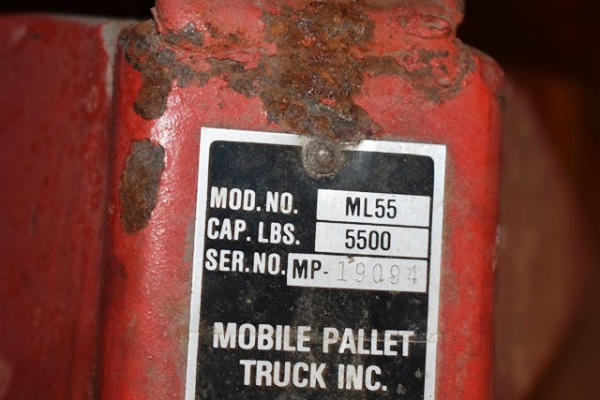 MOD. NO. ML55
CAP. LBS. 5500
SER. NO. MP- 19094
MOBILE PALLET
TRUCK INC.